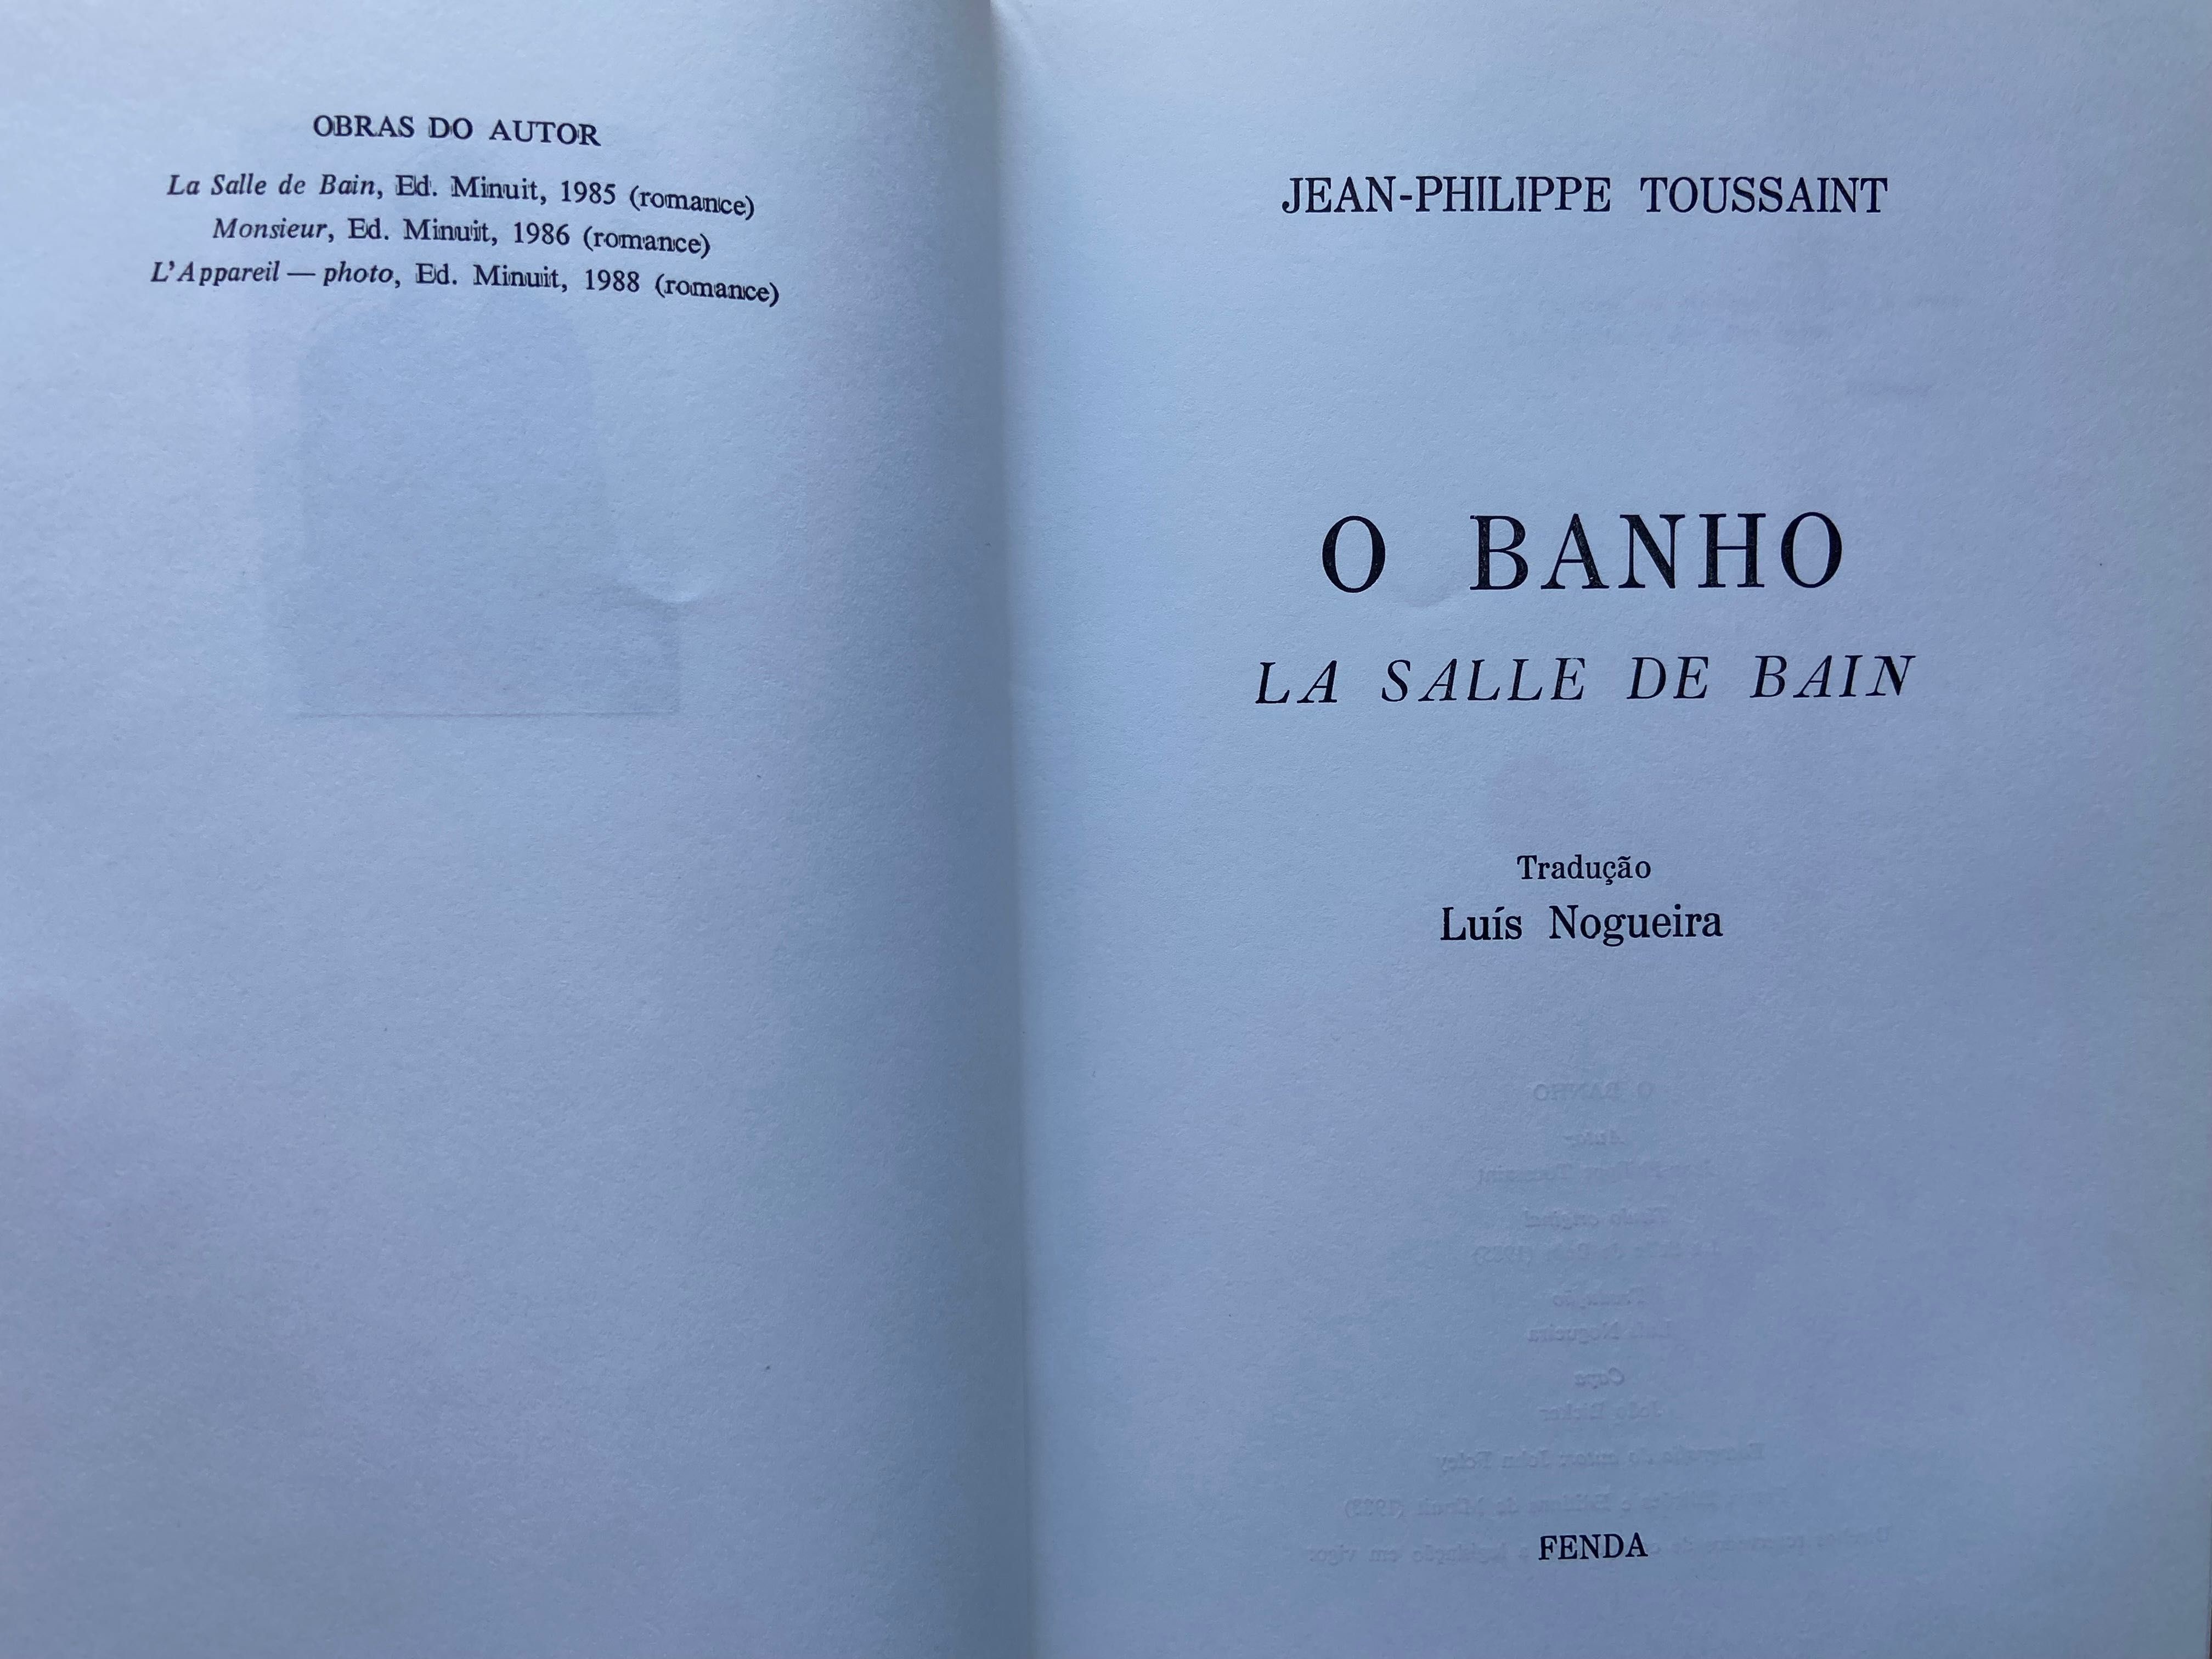 OBRAS DO AUTOR
La Salle de Bain, Ed. Minuit, 1985 (romance)
Monsieur, Ed. Minuit, 1986 (romance)
L'Appareil — photo, Ed. Minuit, 1988 (romance)
JEAN-PHILIPPE TOUSSAINT
O BANHO
LA SALLE DE BAIN
Tradução
Luís Nogueira
FENDA